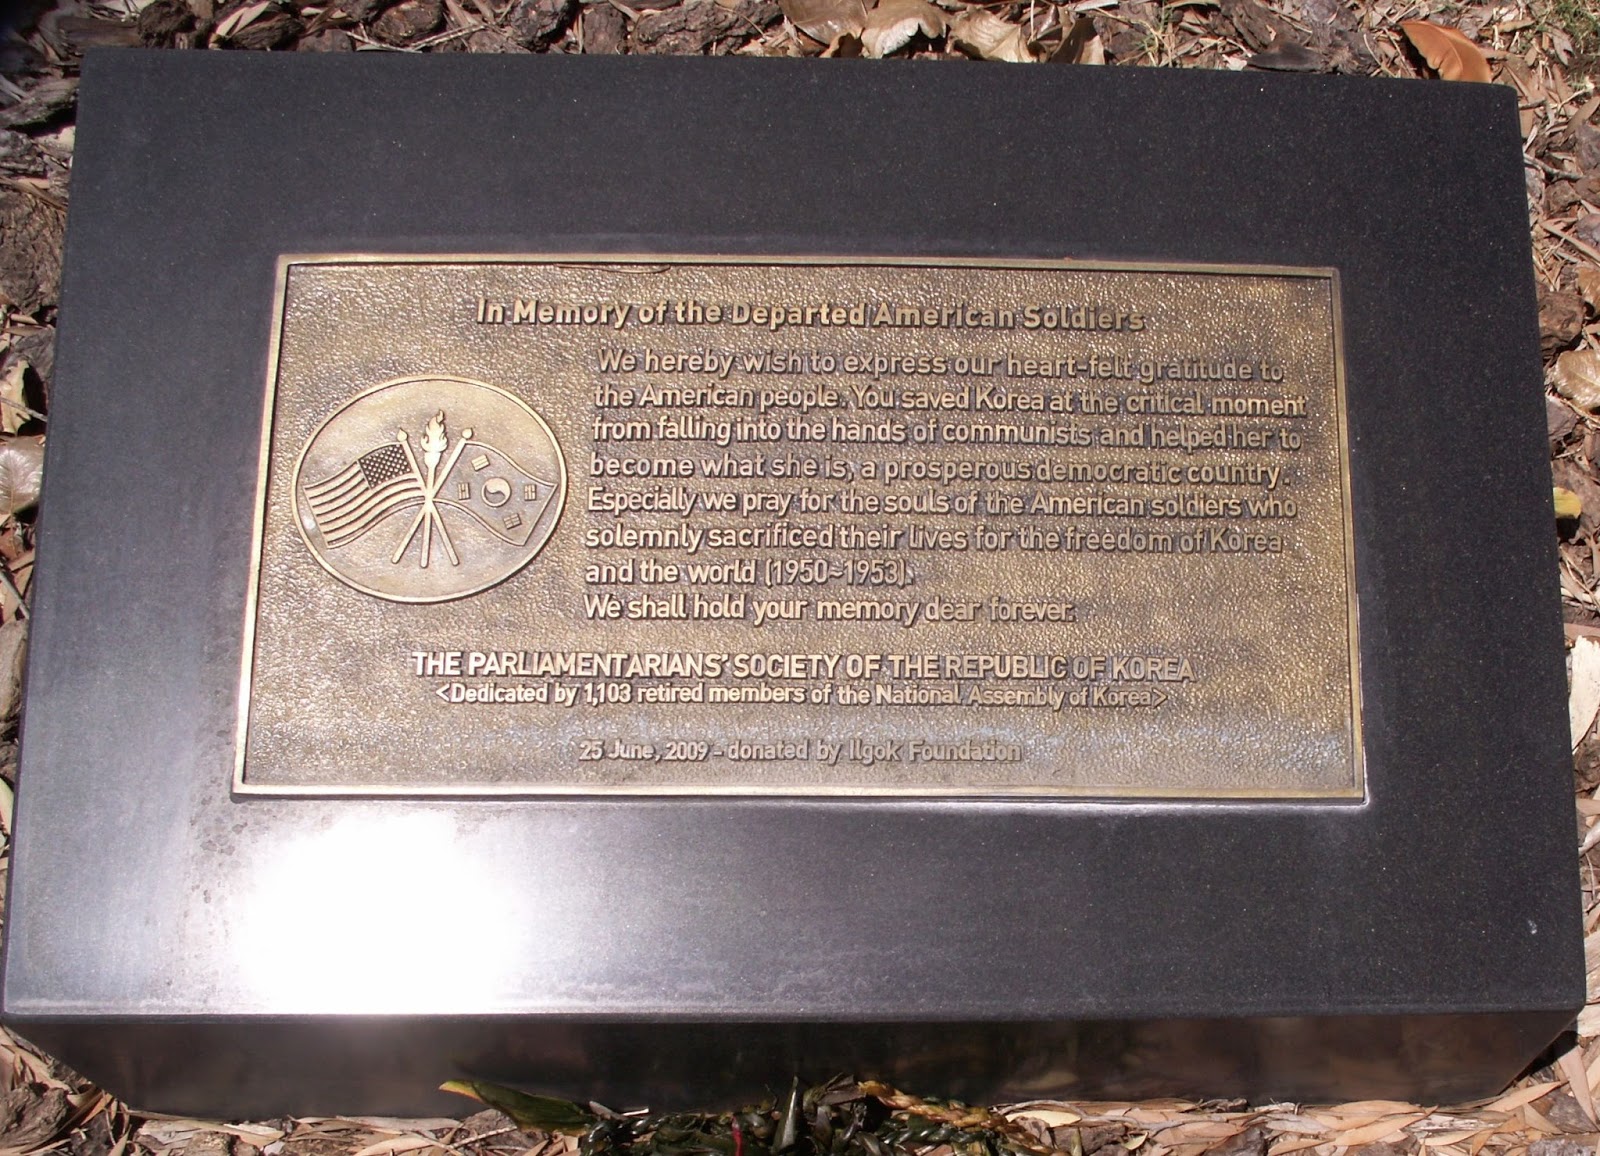 In Memory of the Departed American Soldiers
We hereby wish to express our heart-felt gratitude to
the American people. You saved Korea at the critical moment
from falling into the hands of communists and helped her to
become what she is, a prosperous democratic country.
Especially we pray for the souls of the American soldiers who
solemnly sacrificed their lives for the freedom of Korea
and the world (1950~1953).
We shall hold your memory dear forever.
THE PARLIAMENTARIANS' SOCIETY OF THE REPUBLIC OF KOREA
<Dedicated by 1,103 retired members of the National Assembly of Korea>
25 June, 2009 - donated by Ilgok Foundation